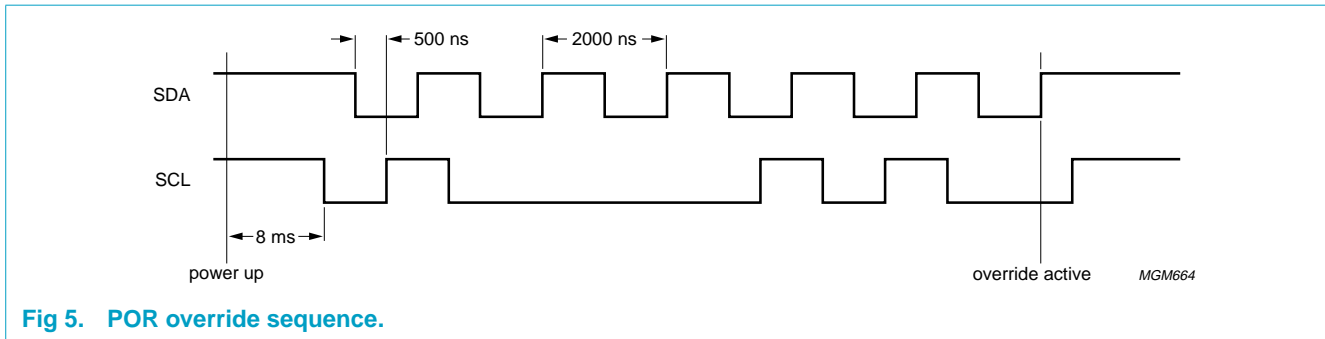 500 ns
2000 ns
SDA
SCL
8 ms
power up
override active
MGM664
Fig 5. POR override sequence.